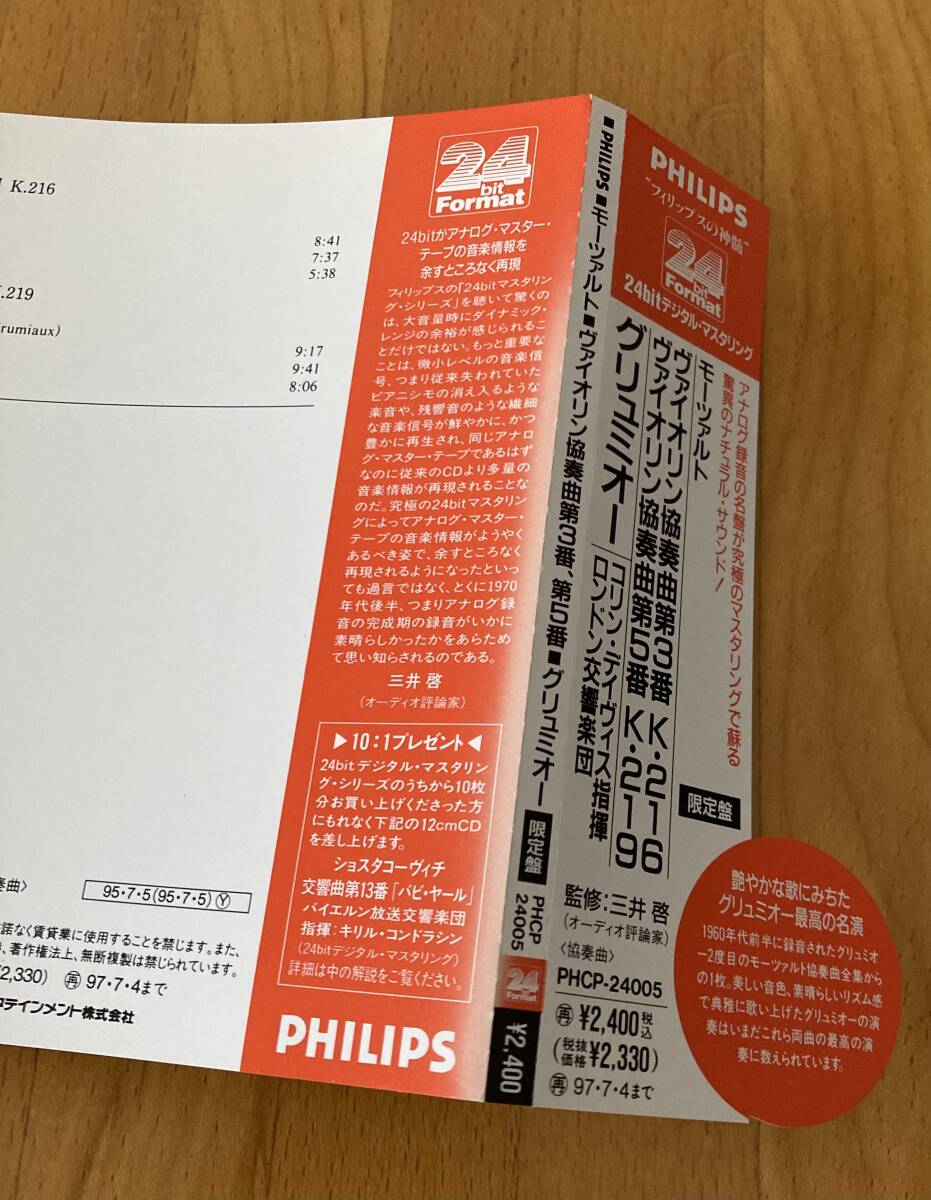 K.216
8:41
7:37
5:38
K.219
rumiaux)
9:17
9:41
8:06
奏曲〉
95·7·5(95·7·5)Ⓨ
諾なく賃貸業に使用することを禁じます。また、
著作権法上、無断複製は禁じられています。
¥2,330) 再 97·7·4まで
テインメント株式会社
24
bit
Format
24bitがアナログ・マスター・
テープの音楽情報を
余すところなく再現
フィリップスの「24bitマスタリン
グ・シリーズ」を聴いて驚くの
は、大音量時にダイナミック・
レンジの余裕が感じられるこ
とだけではない。もっと重要な
ことは、微小レベルの音楽信
号、つまり従来失われていた
ピアニシモの消え入るような
楽音や、残響音のような繊細
な音楽信号が鮮やかに、かつ
豊かに再生され、同じアナロ
グ・マスター・テープであるはず
なのに従来のCDより多量の
音楽情報が再現されることな
のだ。究極の24bitマスタリン
グによってアナログ・マスター・
テープの音楽情報がようやく
あるべき姿で、余すところなく
再現されるようになったといっ
ても過言ではなく、とくに1970
年代後半、つまりアナログ録
音の完成期の録音がいかに
素晴らしかったかをあらため
て思い知らされるのである。
三井 啓
(オーディオ評論家)
▶10:1プレゼント◀
24bitデジタル・マスタリン
グ・シリーズのうちから10枚
分お買い上げくださった方
にもれなく下記の12cmCD
を差し上げます。
ショスタコーヴィチ
交響曲第13番「バビ・ヤール」
バイエルン放送交響楽団
指揮:キリル・コンドラシン
(24bitデジタル・マスタリング)
詳細は中の解説をご覧ください。
PHILIPS
■PHILIPS■モーツァルト■ヴァイオリン協奏曲第3番 第5番■グリュミオー
限定盤
PHCP
24005
24
bit
Format
¥2,400
PHILIPS
"フィリップスの神髄"
24
bit
Format
24bitデジタル・マスタリング
アナログ録音の名盤が究極のマスタリングで蘇る
驚異のナチュラル・サウンド!
モーツァルト
ヴァイオリン協奏曲第3番 K・216
ヴァイオリン協奏曲第5番 K・219
グリュミオー
コリン・デイヴィス指揮
ロンドン交響楽団
限定盤
監修:三井 啓
(オーディオ評論家)
〈協奏曲〉
PHCP-24005
再 ¥2,400税込
(税抜価格¥2,330)
再 97·7·4まで
艶やかな歌にみちた
グリュミオー最高の名演
1960年代前半に録音されたグリュミオ
ー2度目のモーツァルト協奏曲全集から
の1枚。美しい音色、素晴らしいリズム感
で典雅に歌い上げたグリュミオーの演
奏はいまだこれら両曲の最高の演
奏に数えられています。